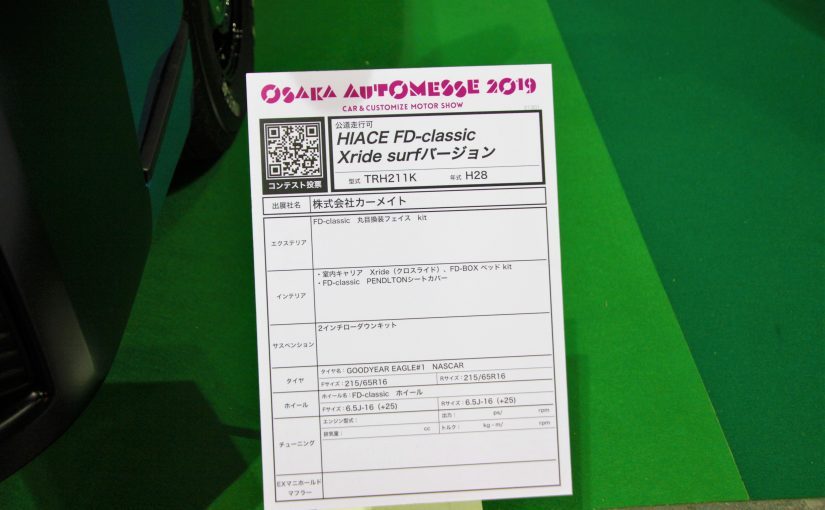 OSAKA AUTOMESSE 2019
CAR & CUSTOMIZE MOTOR SHOW
公道走行可
HIACE FD-classic
Xride surfバージョン
型式 TRH211K 年式 H28
コンテスト投票
出展社名 株式会社カーメイト
エクステリア
FD-classic 丸目換装フェイス kit
インテリア
・室内キャリア Xride（クロスライド）、FD-BOX ベッド kit
・FD-classic PENDLTONシートカバー
サスペンション
2インチローダウンキット
タイヤ
タイヤ名：GOODYEAR EAGLE#1 NASCAR
Fサイズ：215/65R16 Rサイズ：215/65R16
ホイール
ホイール名：FD-classic ホイール
Fサイズ：6.5J-16（+25） Rサイズ：6.5J-16（+25）
チューニング
エンジン型式： 出力： ps/ rpm
排気量： cc トルク： kg-m/ rpm
EXマニホールド
マフラー